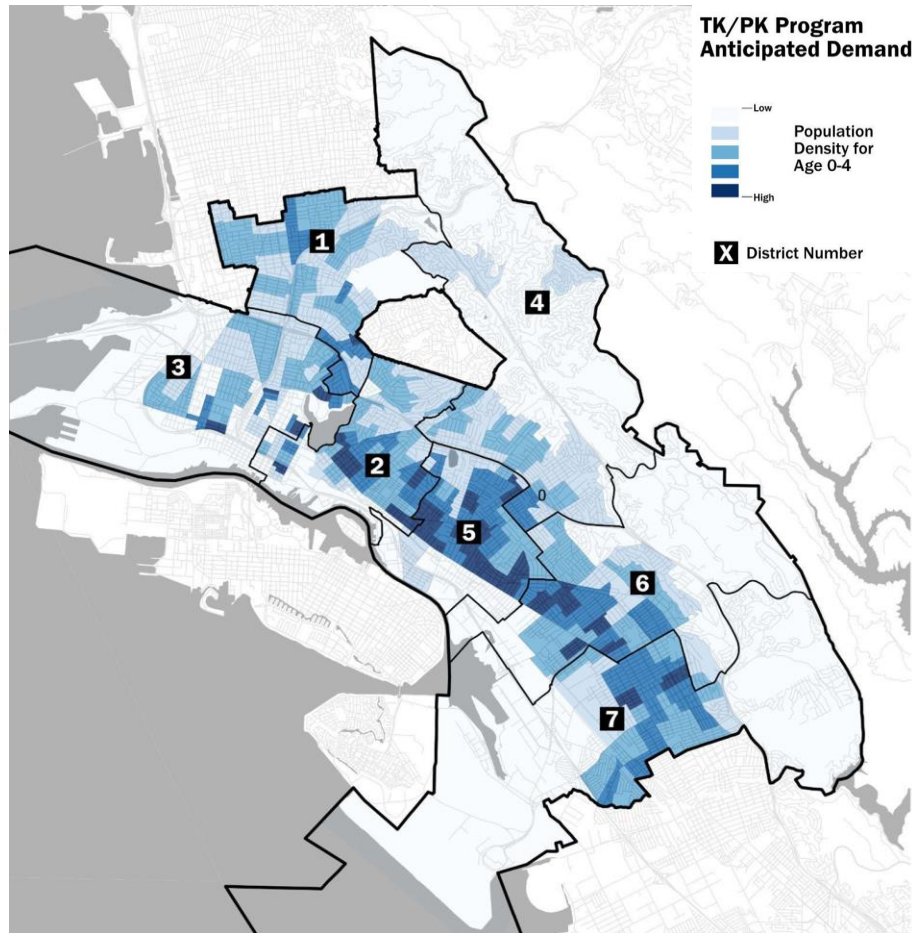 TK/PK Program
Anticipated Demand
Low
Population
Density for
Age 0-4
High
X District Number
1
4
3
2
0
5
6
7